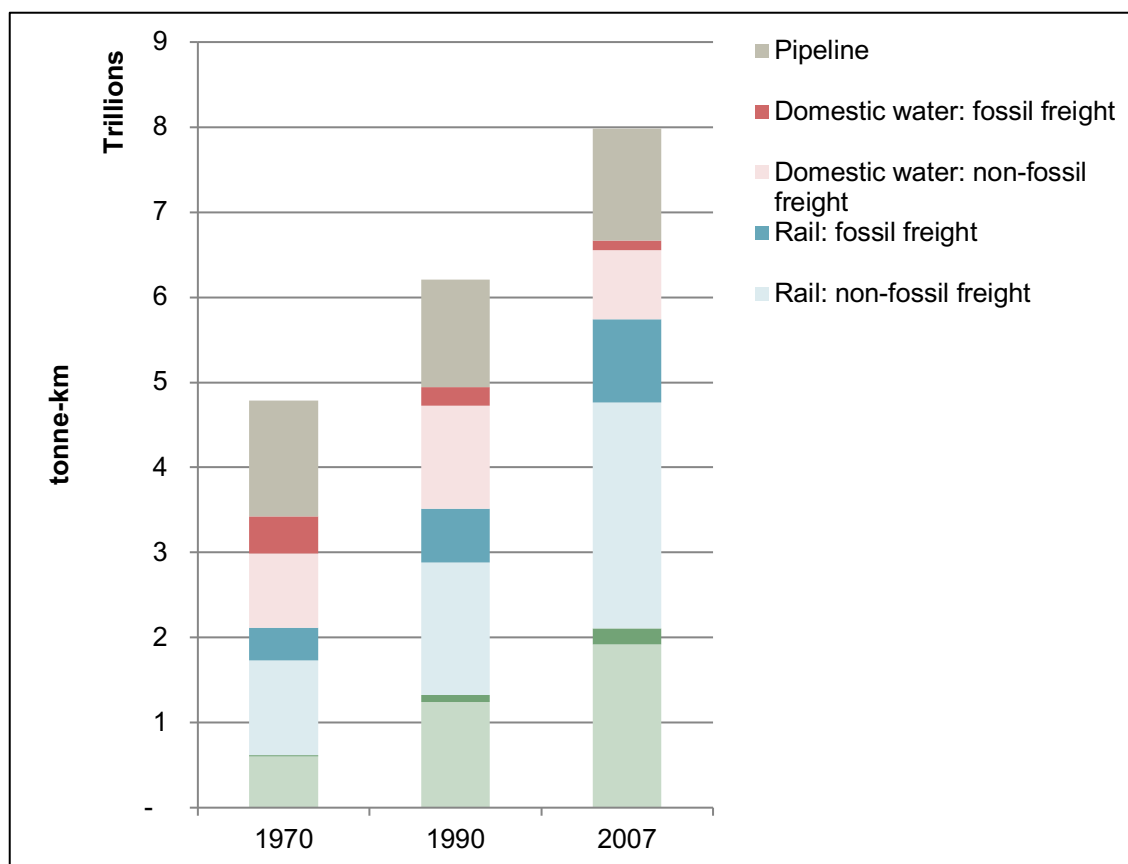 Trillions
tonne-km
9
8
7
6
5
4
3
2
1
-
1970
1990
2007
Pipeline
Domestic water: fossil freight
Domestic water: non-fossil
freight
Rail: fossil freight
Rail: non-fossil freight